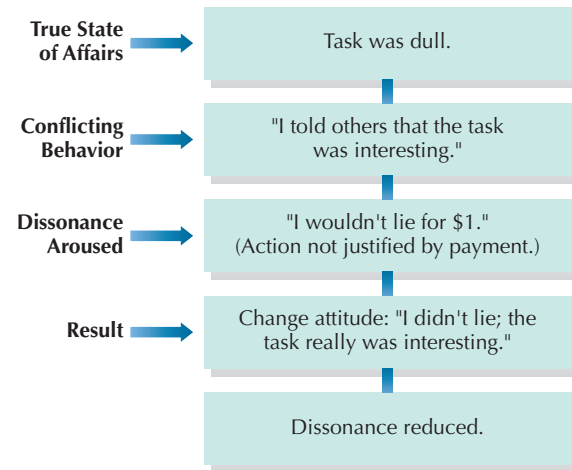 True State
of Affairs
Task was dull.
Conflicting
Behavior
"I told others that the task
was interesting."
Dissonance
Aroused
"I wouldn't lie for $1."
(Action not justified by payment.)
Result
Change attitude: "I didn't lie; the
task really was interesting."
Dissonance reduced.